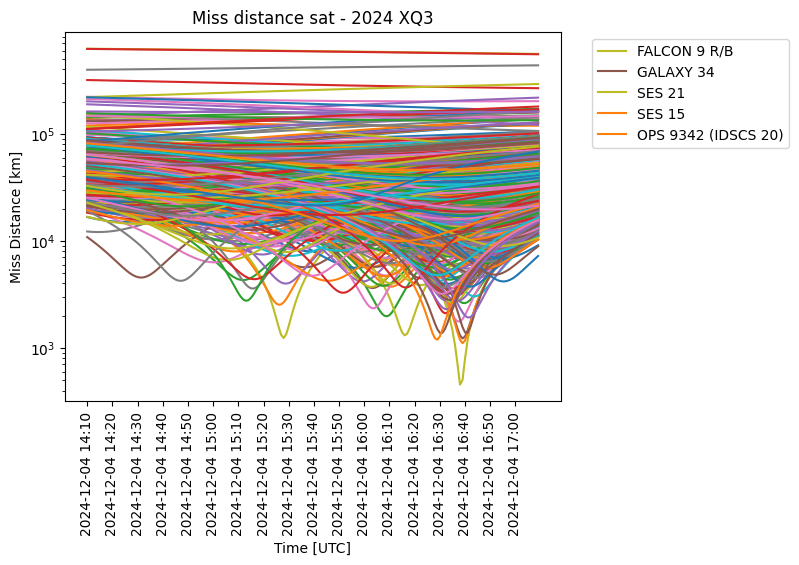 Miss distance sat - 2024 XQ3
FALCON 9 R/B
GALAXY 34
SES 21
SES 15
OPS 9342 (IDSCS 20)
Miss Distance [km]
10^5
10^4
10^3
2024-12-04 14:10
2024-12-04 14:20
2024-12-04 14:30
2024-12-04 14:40
2024-12-04 14:50
2024-12-04 15:00
2024-12-04 15:10
2024-12-04 15:20
2024-12-04 15:30
2024-12-04 15:40
2024-12-04 15:50
2024-12-04 16:00
2024-12-04 16:10
2024-12-04 16:20
2024-12-04 16:30
2024-12-04 16:40
2024-12-04 16:50
2024-12-04 17:00
Time [UTC]